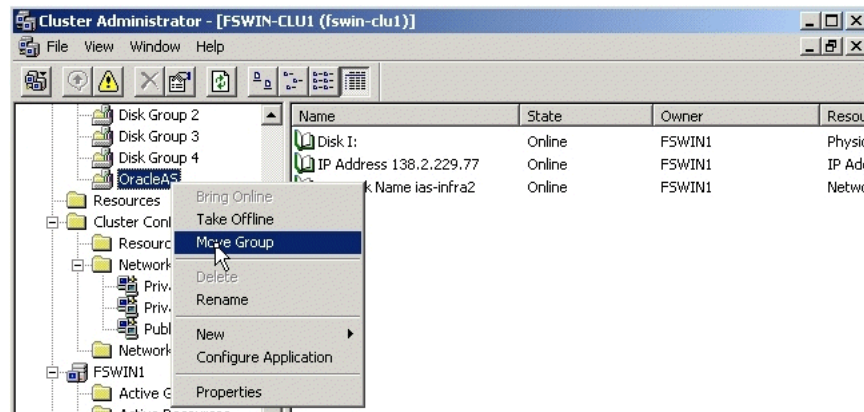 Cluster Administrator - [FSWIN-CLU1 (fswin-clu1)]
File View Window Help
Disk Group 2
Disk Group 3
Disk Group 4
OracleAS
Resources
Cluster Conf
Resourc
Network
Priv
Priv
Publ
Network
FSWIN1
Active G
Active Resources
Name State Owner Resou
Disk I: Online FSWIN1 Physic
IP Address 138.2.229.77 Online FSWIN1 IP Ad
k Name ias-infra2 Online FSWIN1 Netwo
Bring Online
Take Offline
Move Group
Delete
Rename
New
Configure Application
Properties